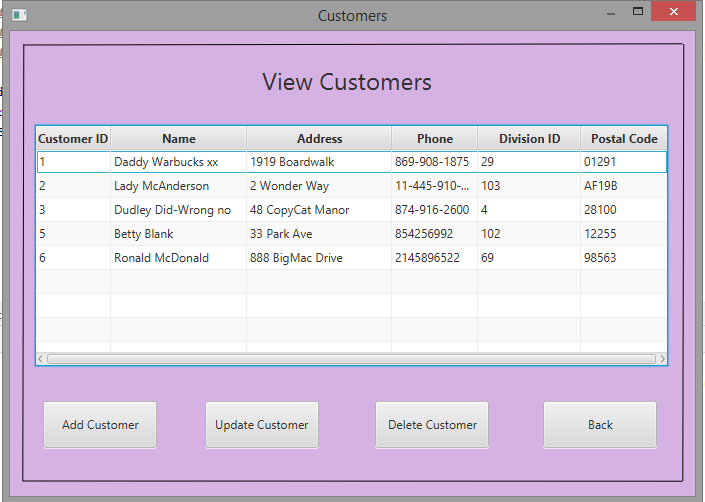 Customers
View Customers
Customer ID Name Address Phone Division ID Postal Code
1 Daddy Warbucks xx 1919 Boardwalk 869-908-1875 29 01291
2 Lady McAnderson 2 Wonder Way 11-445-910-... 103 AF19B
3 Dudley Did-Wrong no 48 CopyCat Manor 874-916-2600 4 28100
5 Betty Blank 33 Park Ave 854256992 102 12255
6 Ronald McDonald 888 BigMac Drive 2145896522 69 98563
Add Customer Update Customer Delete Customer Back